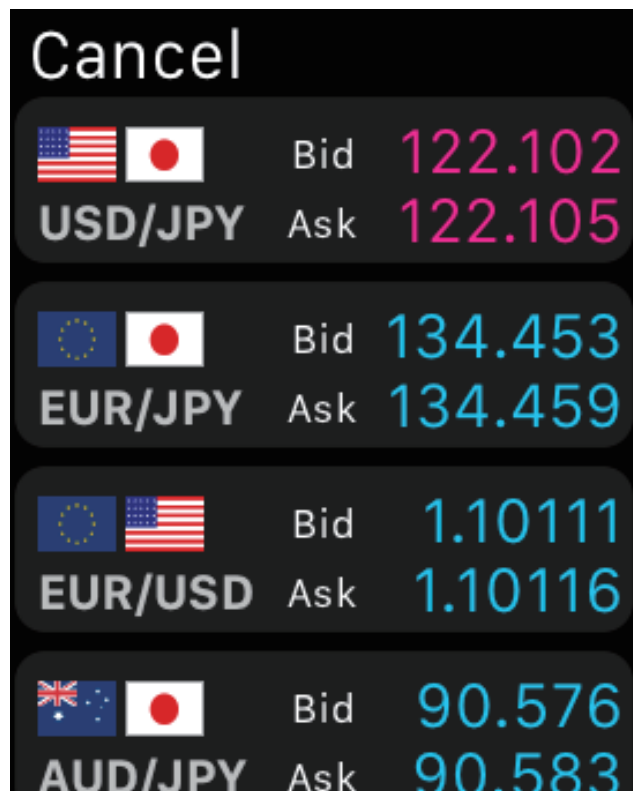 Cancel
Bid 122.102
USD/JPY Ask 122.105
Bid 134.453
EUR/JPY Ask 134.459
Bid 1.10111
EUR/USD Ask 1.10116
Bid 90.576
AUD/JPY Ask 90.583